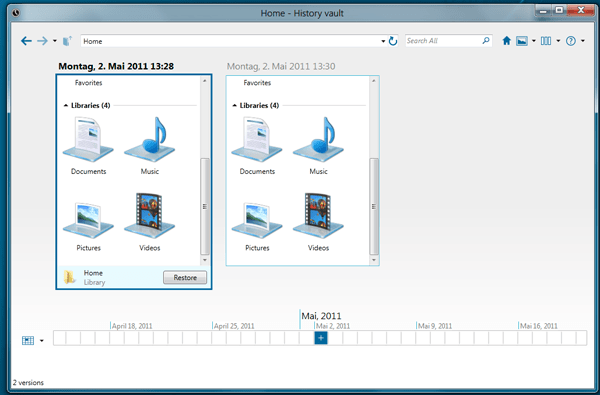 Home - History vault
Home
Search All
Montag, 2. Mai 2011 13:28
Montag, 2. Mai 2011 13:30
Favorites
Favorites
Libraries (4)
Libraries (4)
Documents
Music
Documents
Music
Pictures
Videos
Pictures
Videos
Home
Library
Restore
Mai, 2011
April 18, 2011
April 25, 2011
Mai 2, 2011
Mai 9, 2011
Mai 16, 2011
2 versions